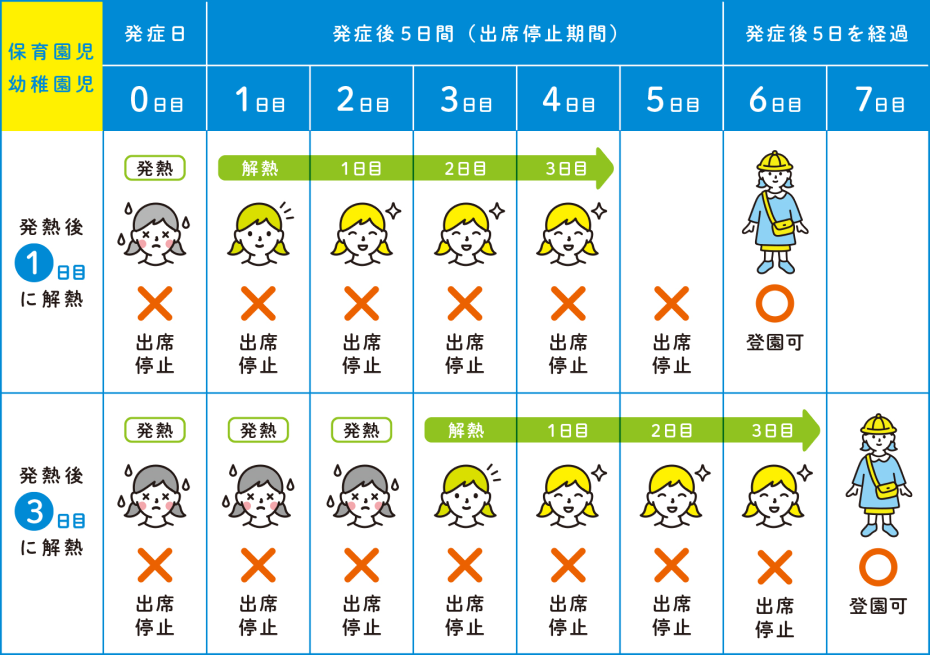 保育園児
幼稚園児
発症日
発症後5日間（出席停止期間）
発症後5日を経過
0日目
1日目
2日目
3日目
4日目
5日目
6日目
7日目
発熱後
1日目
に解熱
発熱
解熱
1日目
2日目
3日目
出席
停止
出席
停止
出席
停止
出席
停止
出席
停止
出席
停止
登園可
発熱後
3日目
に解熱
発熱
発熱
発熱
解熱
1日目
2日目
3日目
出席
停止
出席
停止
出席
停止
出席
停止
出席
停止
出席
停止
出席
停止
登園可